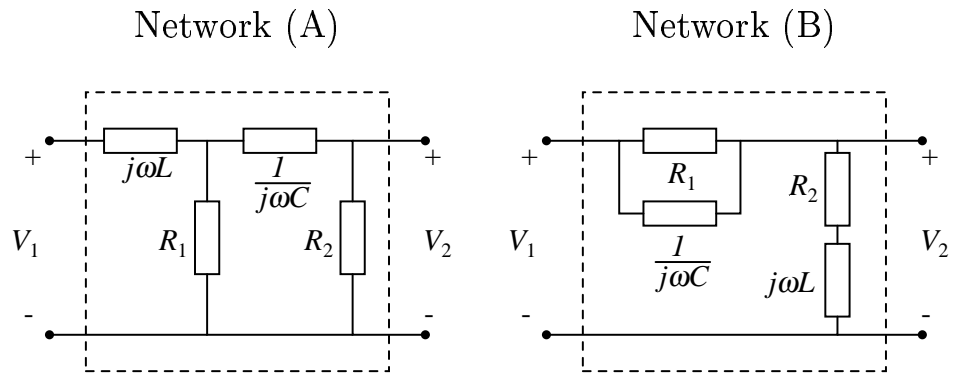 Network (A)
Network (B)
+
jωL
1
jωC
+
V1
R1
R2
V2
-
-
+
R1
R2
+
V1
1
jωC
jωL
V2
-
-